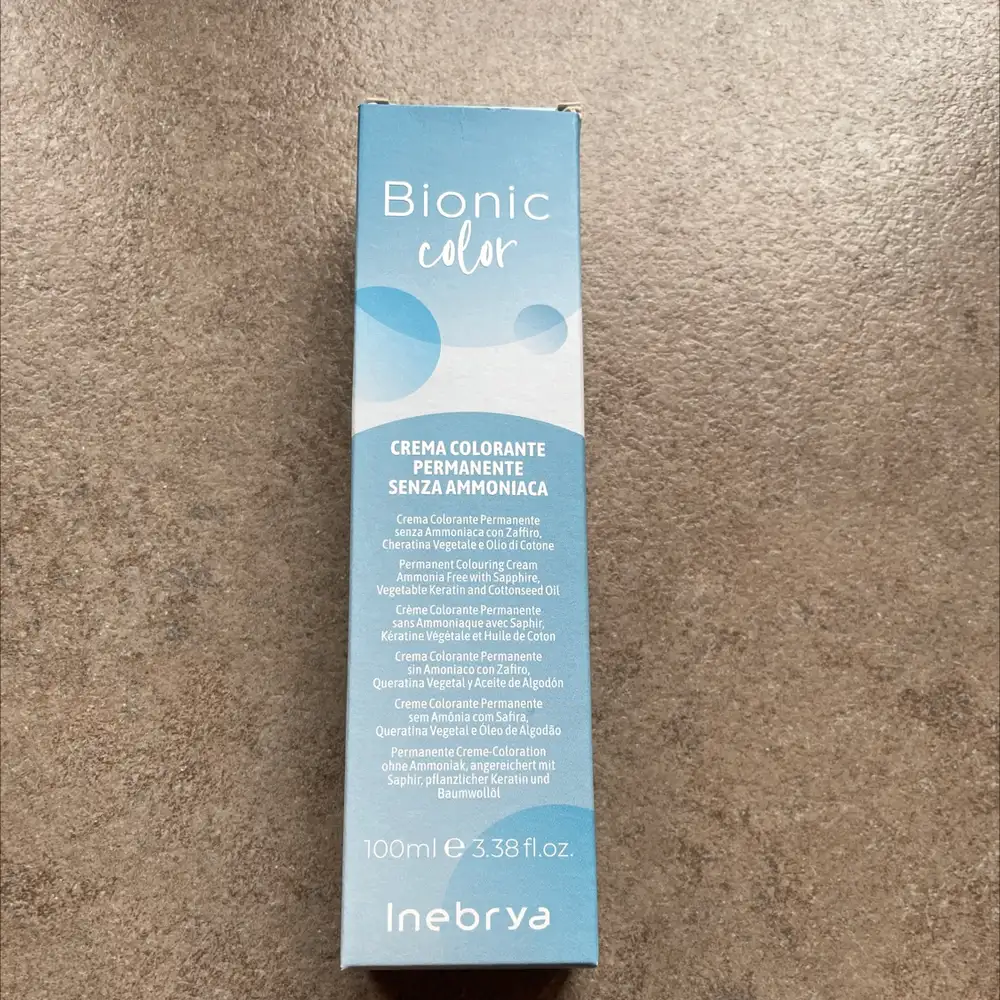 Bionic
color
CREMA COLORANTE
PERMANENTE
SENZA AMMONIACA
Crema Colorante Permanente
senza Ammoniaca con Zaffiro,
Cheratina Vegetale e Olio di Cotone
Permanent Colouring Cream
Ammonia Free with Sapphire,
Vegetable Keratin and Cottonseed Oil
Crème Colorante Permanente
sans Ammoniaque avec Saphir,
Kératine Végétale et Huile de Coton
Crema Colorante Permanente
sin Amoniaco con Zafiro,
Queratina Vegetal y Aceite de Algodón
Creme Colorante Permanente
sem Amônia com Safira,
Queratina Vegetal e Óleo de Algodão
Permanente Creme-Coloration
ohne Ammoniak, angereichert mit
Saphir, pflanzlicher Keratin und
Baumwollöl
100ml ℮ 3.38 fl.oz.
Inebrya